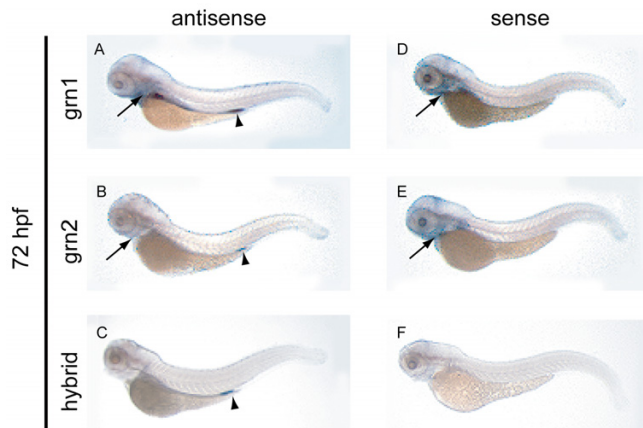 antisense
sense
A
D
grn1
B
E
grn2
72 hpf
C
F
hybrid